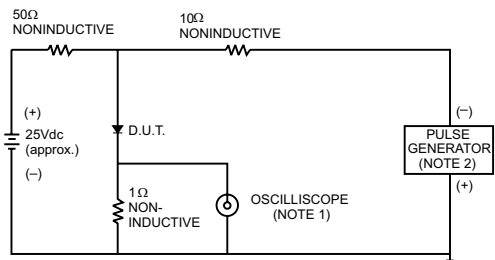 50Ω
NONINDUCTIVE
10Ω
NONINDUCTIVE
(+)
25Vdc
(approx.)
(−)
D.U.T.
1Ω
NON-
INDUCTIVE
OSCILLISCOPE
(NOTE 1)
(−)
PULSE
GENERATOR
(NOTE 2)
(+)